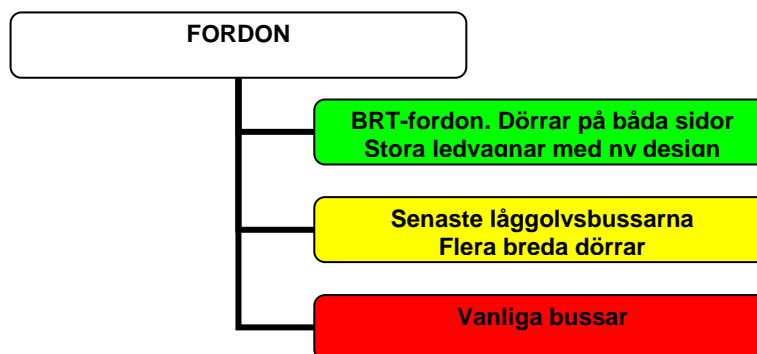 FORDON
BRT-fordon. Dörrar på båda sidor
Stora ledvagnar med ny design
Senaste låggolvsbussarna
Flera breda dörrar
Vanliga bussar